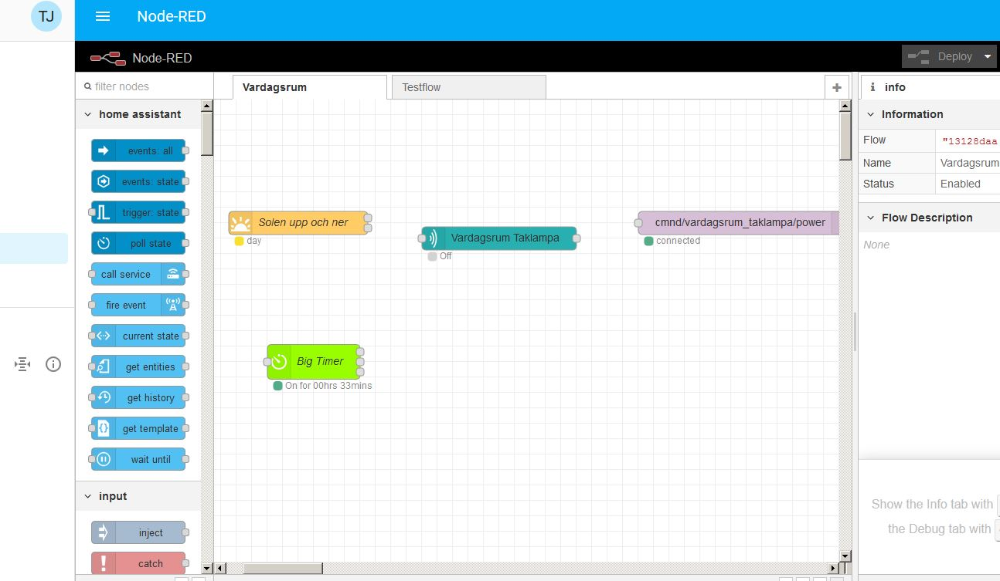 TJ
Node-RED
Node-RED
Deploy
filter nodes
Vardagsrum
Testflow
info
home assistant
events: all
events: state
trigger: state
poll state
call service
fire event
current state
get entities
get history
get template
wait until
input
inject
catch
Solen upp och ner
day
Vardagsrum Taklampa
Off
cmnd/vardagsrum_taklampa/power
connected
Big Timer
On for 00hrs 33mins
Information
Flow "13128daa
Name Vardagsrum
Status Enabled
Flow Description
None
Show the Info tab with
the Debug tab with